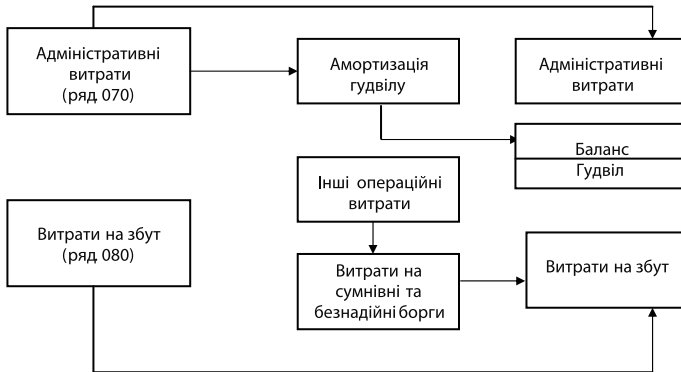 Адміністративні
витрати
(ряд. 070)
Амортизація
гудвілу
Адміністративні
витрати
Баланс
Гудвіл
Інші операційні
витрати
Витрати на збут
(ряд. 080)
Витрати на
сумнівні та
безнадійні борги
Витрати на збут